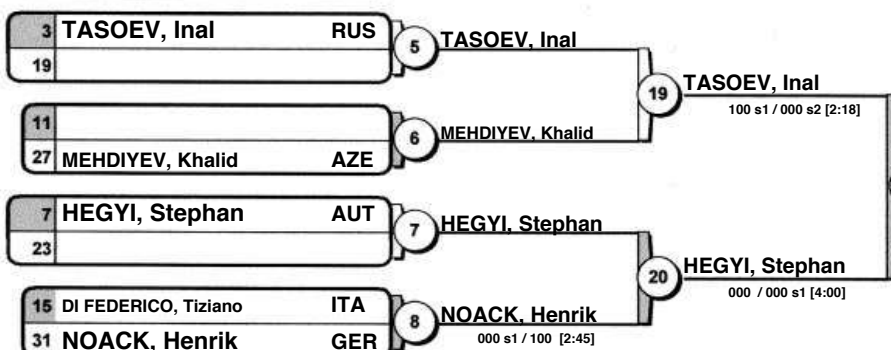 3 TASOEV, Inal RUS
19
5 TASOEV, Inal
11
27 MEHDIYEV, Khalid AZE
6 MEHDIYEV, Khalid
19 TASOEV, Inal
100 s1 / 000 s2 [2:18]
7 HEGYI, Stephan AUT
23
7 HEGYI, Stephan
15 DI FEDERICO, Tiziano ITA
31 NOACK, Henrik GER
8 NOACK, Henrik
000 s1 / 100 [2:45]
20 HEGYI, Stephan
000 / 000 s1 [4:00]